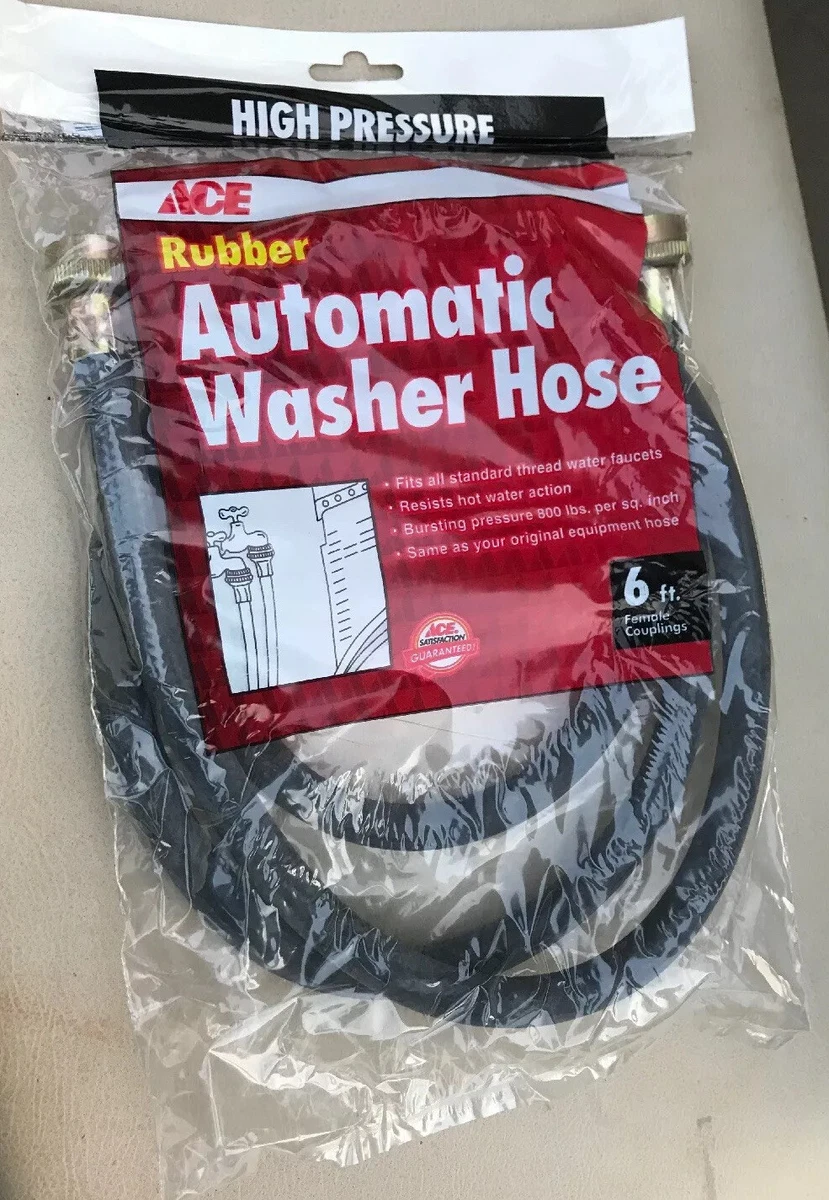 HIGH PRESSURE
ACE
Rubber
Automatic
Washer Hose
• Fits all standard thread water faucets
• Resists hot water action
• Bursting pressure 800 lbs. per sq. inch
• Same as your original equipment hose
6 ft.
Female
Couplings
ACE
SATISFACTION
GUARANTEED!